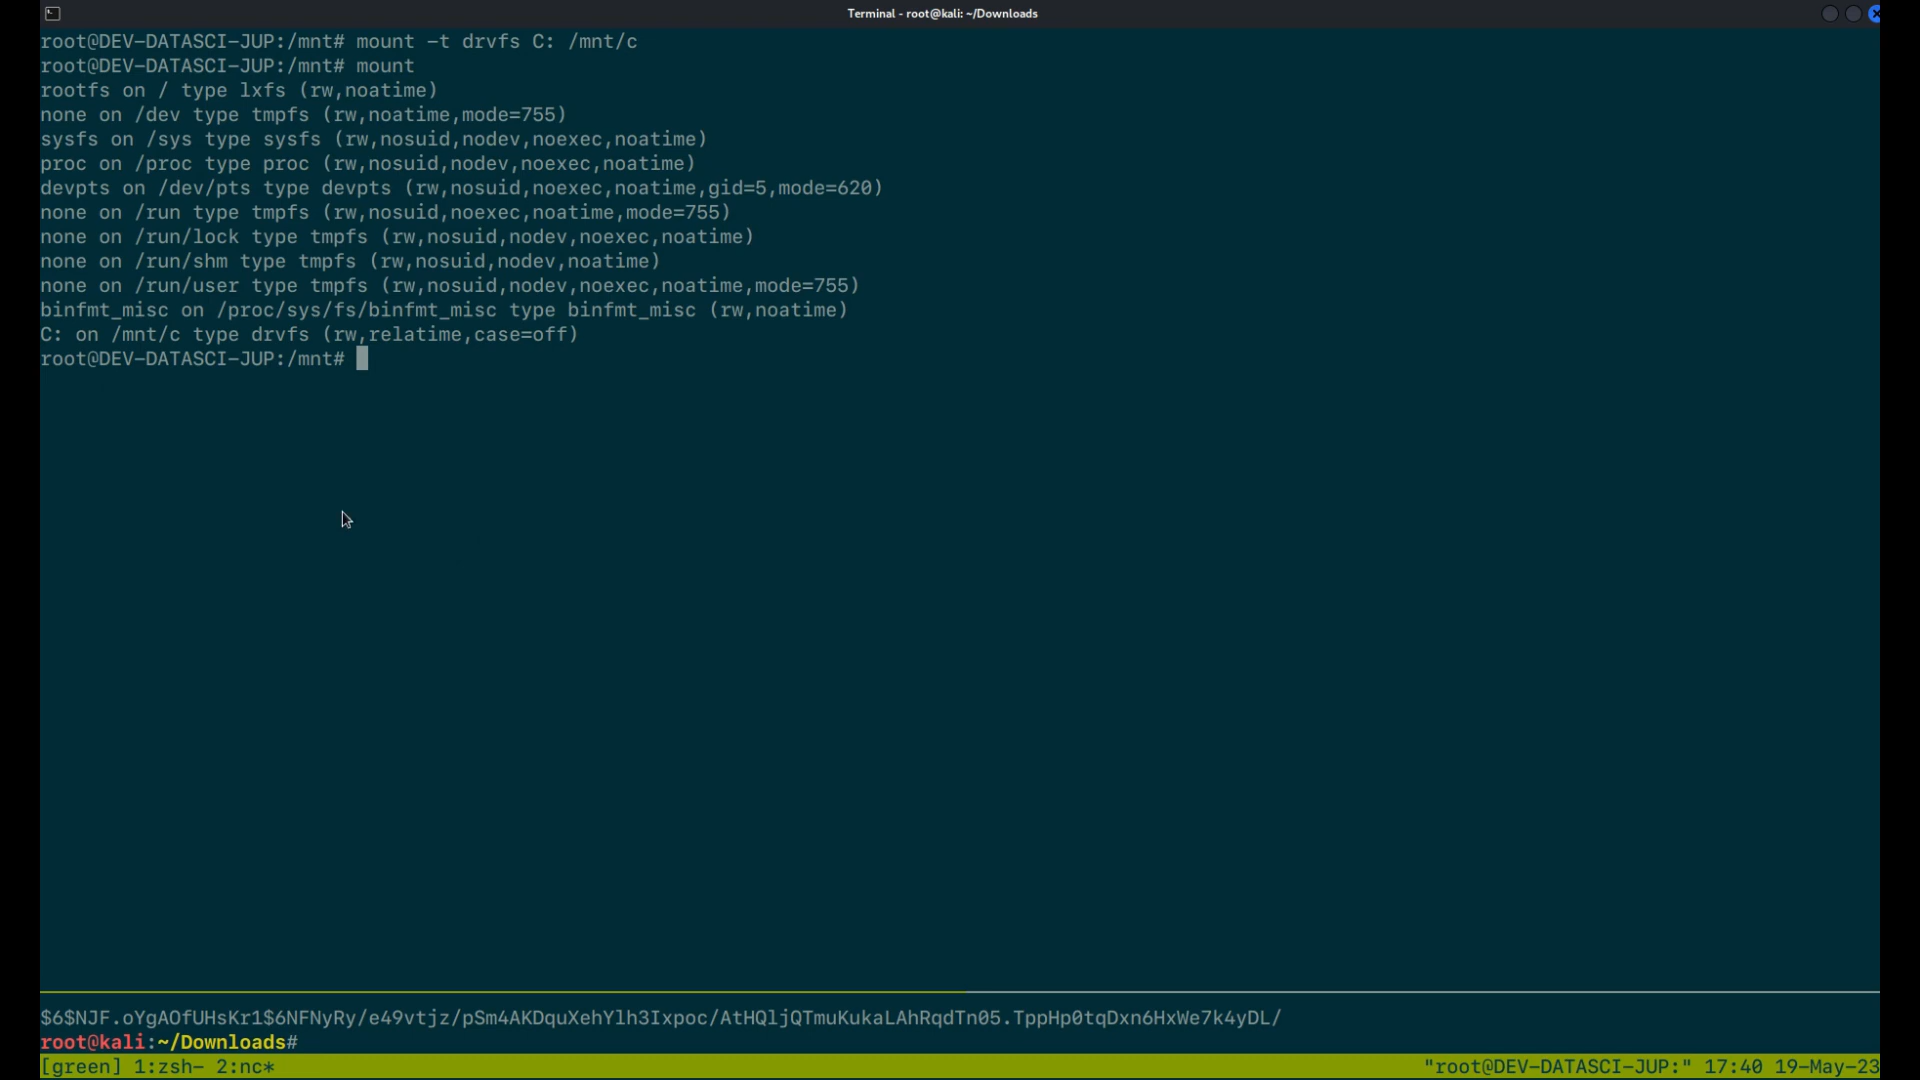 Terminal - root@kali: ~/Downloads
root@DEV-DATASCI-JUP:/mnt# mount -t drvfs C: /mnt/c
root@DEV-DATASCI-JUP:/mnt# mount
rootfs on / type lxfs (rw,noatime)
none on /dev type tmpfs (rw,noatime,mode=755)
sysfs on /sys type sysfs (rw,nosuid,nodev,noexec,noatime)
proc on /proc type proc (rw,nosuid,nodev,noexec,noatime)
devpts on /dev/pts type devpts (rw,nosuid,noexec,noatime,gid=5,mode=620)
none on /run type tmpfs (rw,nosuid,noexec,noatime,mode=755)
none on /run/lock type tmpfs (rw,nosuid,nodev,noexec,noatime)
none on /run/shm type tmpfs (rw,nosuid,nodev,noatime)
none on /run/user type tmpfs (rw,nosuid,nodev,noexec,noatime,mode=755)
binfmt_misc on /proc/sys/fs/binfmt_misc type binfmt_misc (rw,noatime)
C: on /mnt/c type drvfs (rw,relatime,case=off)
root@DEV-DATASCI-JUP:/mnt#
$6$NJF.oYgAOfUHsKr1$6NFNyRy/e49vtjz/pSm4AKDquXehYlh3Ixpoc/AtHQljQTmuKukaLAhRqdTn05.TppHp0tqDxn6HxWe7k4yDL/
root@kali:~/Downloads#
[green] 1:zsh- 2:nc* "root@DEV-DATASCI-JUP:" 17:40 19-May-23